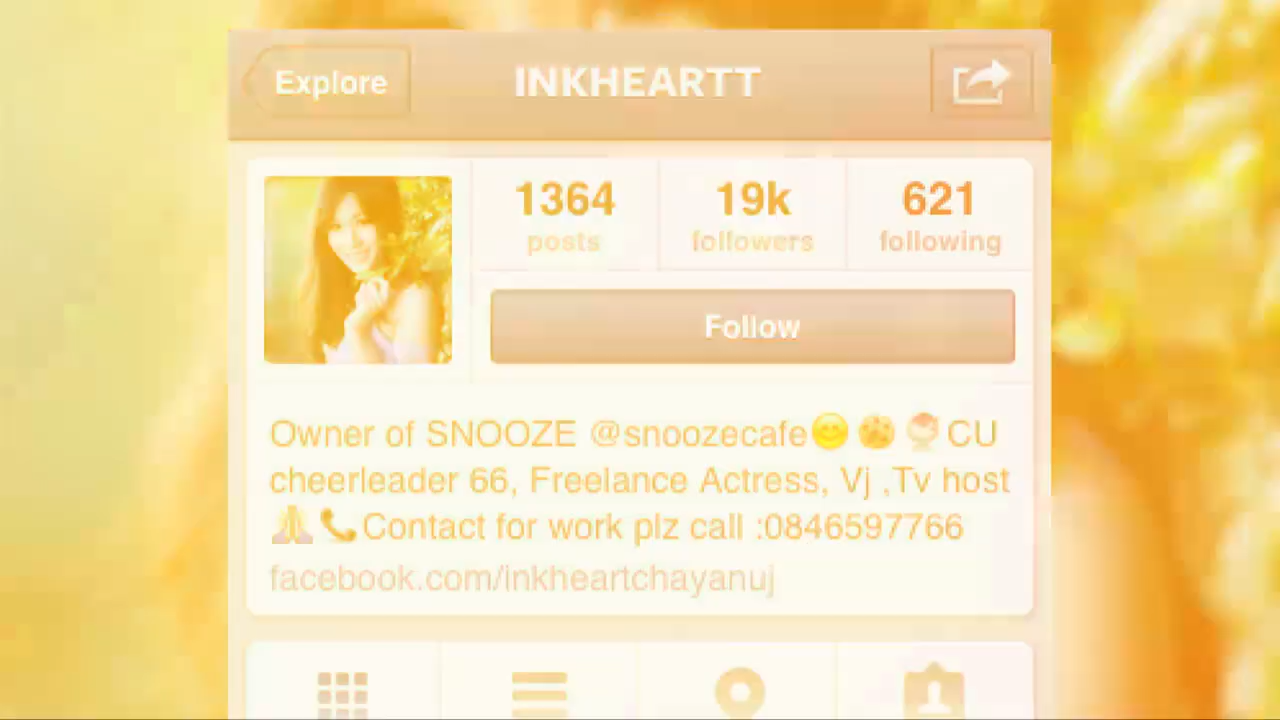 Explore INKHEARTT
1364 19k 621
posts followers following
Follow
Owner of SNOOZE @snoozecafe😊🍪🍧CU
cheerleader 66, Freelance Actress, Vj ,Tv host
🙏📞Contact for work plz call :0846597766
facebook.com/inkheartchayanuj